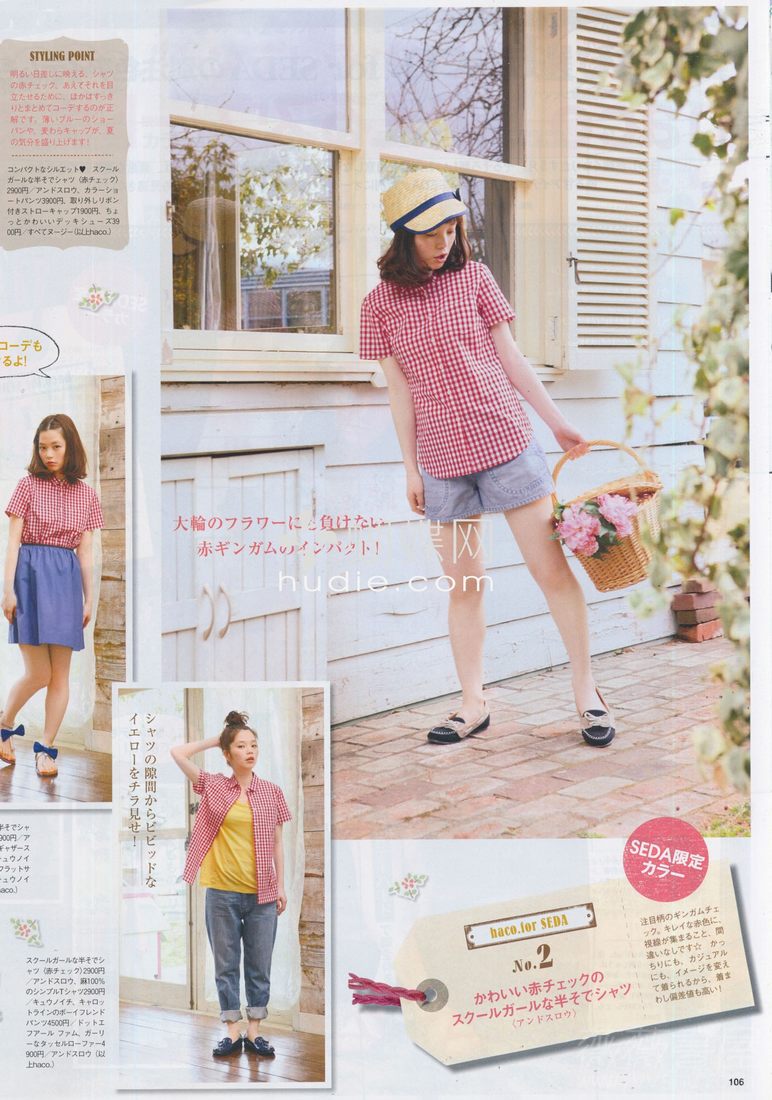 STYLING POINT
明るい日差しに映える、シャツ
の赤チェック。あえてそれを目
立たせるために、ほかはすっき
りとまとめてコーデするのが正
解です。薄いブルーのショー
パンや、麦わらキャップが、夏
の気分を盛り上げます!
コンパクトなシルエット♥ スクール
ガールな半そでシャツ(赤チェック)
2900円/アンドスロウ、カラーショ
ートパンツ3900円、取り外しリボン
付きストローキャップ1900円、ちょ
っとかわいいデッキシューズ39
00円/すべてヌージー(以上haco.)
コーデも
るよ!
大輪のフラワーにも負けない
赤ギンガムのインパクト!
hudie.com
シャツの隙間からビビッドな
イエローをチラ見せ!
半そでシャ
900円/ア
ギャザース
キュウノイ
フラットサ
haco.)
スクールガールな半そでシ
ャツ(赤チェック)2900円
/アンドスロウ、麻100%
のシンプルTシャツ2900円
/キュウノイチ、キャロッ
トラインのボーイフレンド
パンツ4500円/ドットエ
フアール ファム、ガーリ
ーなタッセルローファー4
900円/アンドスロウ(以
上haco.)
SEDA限定
カラー
haco.for SEDA
No.2
かわいい赤チェックの
スクールガールな半そでシャツ
(アンドスロウ)
注目柄のギンガムチェ
ック。キレイな赤色に、
視線が集まること、間
違いなしです☆ かっ
ちりにも、カジュアル
にも、イメージを変え
て着られるから、着ま
わし偏差値も高い!
106